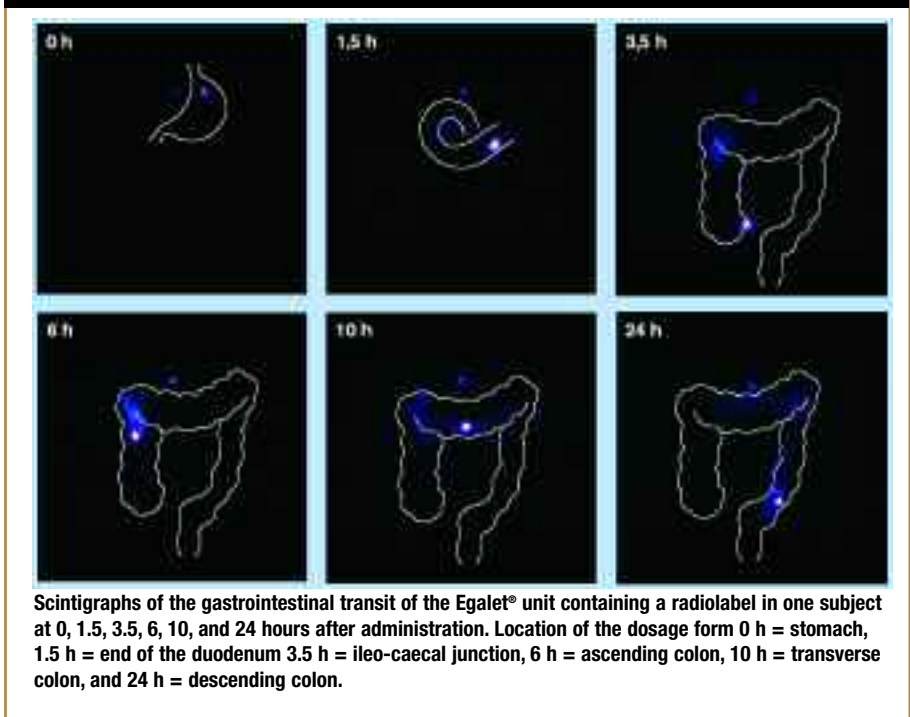 0 h
1,5 h
3,5 h
6 h
10 h
24 h
Scintigraphs of the gastrointestinal transit of the Egalet® unit containing a radiolabel in one subject
at 0, 1.5, 3.5, 6, 10, and 24 hours after administration. Location of the dosage form 0 h = stomach,
1.5 h = end of the duodenum 3.5 h = ileo-caecal junction, 6 h = ascending colon, 10 h = transverse
colon, and 24 h = descending colon.